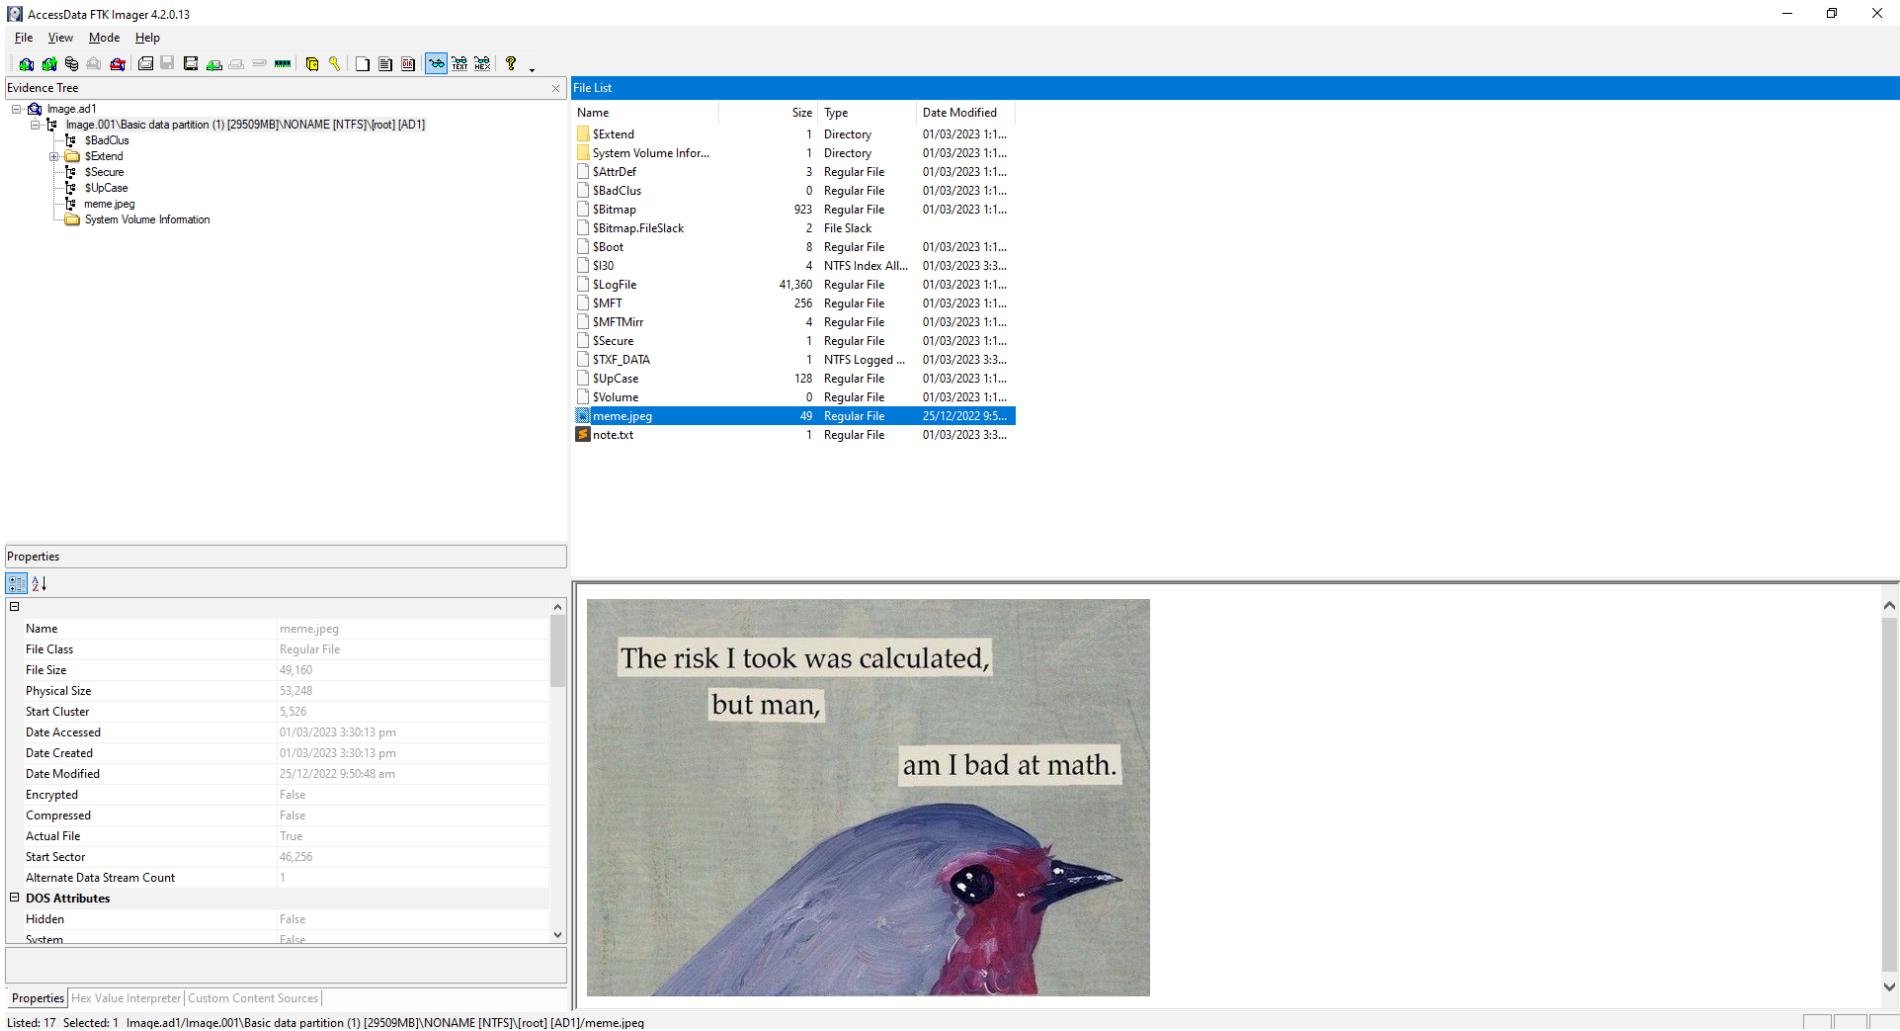 AccessData FTK Imager 4.2.0.13
File View Mode Help
Evidence Tree
Image.ad1
Image.001\Basic data partition (1) [29509MB]\NONAME [NTFS]\[root] [AD1]
$BadClus
$Extend
$Secure
$UpCase
meme.jpeg
System Volume Information
File List
Name Size Type Date Modified
$Extend 1 Directory 01/03/2023 1:1...
System Volume Infor... 1 Directory 01/03/2023 1:1...
$AttrDef 3 Regular File 01/03/2023 1:1...
$BadClus 0 Regular File 01/03/2023 1:1...
$Bitmap 923 Regular File 01/03/2023 1:1...
$Bitmap.FileSlack 2 File Slack
$Boot 8 Regular File 01/03/2023 1:1...
$I30 4 NTFS Index All... 01/03/2023 3:3...
$LogFile 41,360 Regular File 01/03/2023 1:1...
$MFT 256 Regular File 01/03/2023 1:1...
$MFTMirr 4 Regular File 01/03/2023 1:1...
$Secure 1 Regular File 01/03/2023 1:1...
$TXF_DATA 1 NTFS Logged ... 01/03/2023 3:3...
$UpCase 128 Regular File 01/03/2023 1:1...
$Volume 0 Regular File 01/03/2023 1:1...
meme.jpeg 49 Regular File 25/12/2022 9:5...
note.txt 1 Regular File 01/03/2023 3:3...
Properties
Name meme.jpeg
File Class Regular File
File Size 49,160
Physical Size 53,248
Start Cluster 5,526
Date Accessed 01/03/2023 3:30:13 pm
Date Created 01/03/2023 3:30:13 pm
Date Modified 25/12/2022 9:50:48 am
Encrypted False
Compressed False
Actual File True
Start Sector 46,256
Alternate Data Stream Count 1
DOS Attributes
Hidden False
System False
Properties Hex Value Interpreter Custom Content Sources
The risk I took was calculated,
but man,
am I bad at math.
Listed: 17 Selected: 1 Image.ad1/Image.001\Basic data partition (1) [29509MB]\NONAME [NTFS]\[root] [AD1]/meme.jpeg